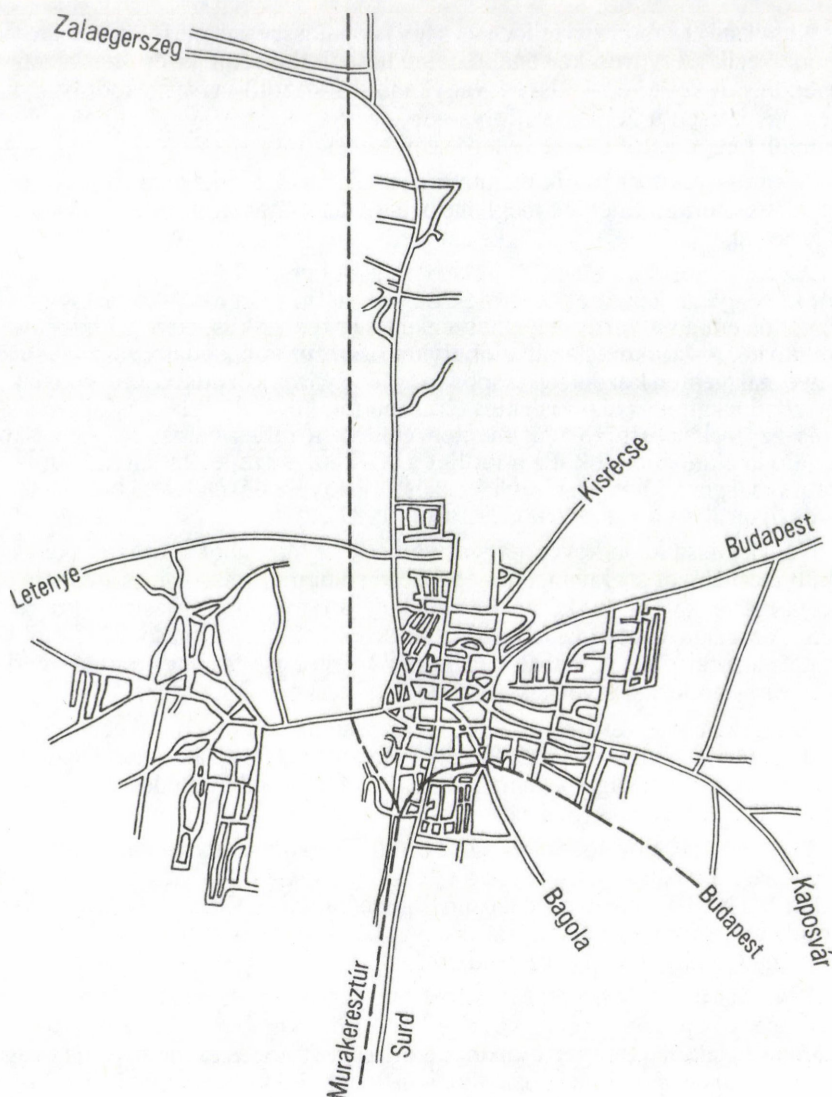 Zalaegerszeg
Kisrécse
Budapest
Letenye
Budapest
Kaposvár
Bagola
Surd
Murakeresztúr